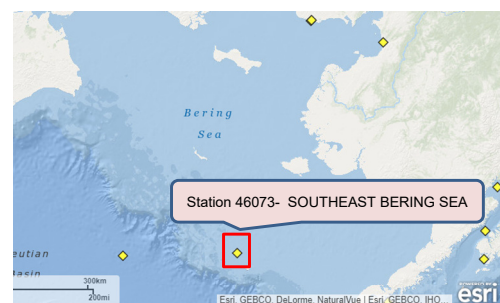 Bering
Sea
Station 46073- SOUTHEAST BERING SEA
eutian
asin
300km
200mi
Esri, GEBCO, DeLorme, NaturalVue | Esri, GEBCO, IHO...
esri